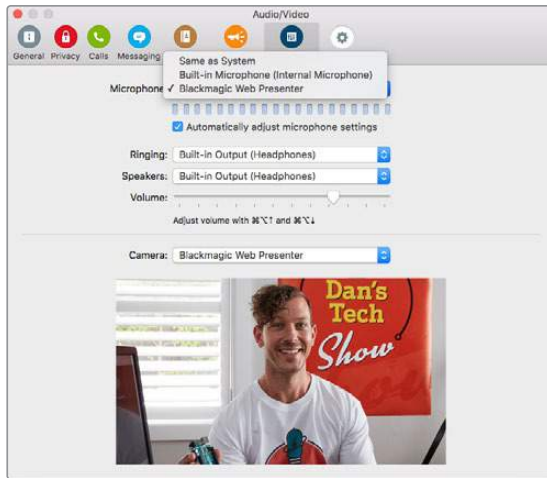 Audio/Video
General Privacy Calls Messaging
Same as System
Built-in Microphone (Internal Microphone)
Microphone ✓ Blackmagic Web Presenter
Automatically adjust microphone settings
Ringing: Built-in Output (Headphones)
Speakers: Built-in Output (Headphones)
Volume:
Adjust volume with ⌘⌥↑ and ⌘⌥↓
Camera: Blackmagic Web Presenter
Dan's
Tech
Show